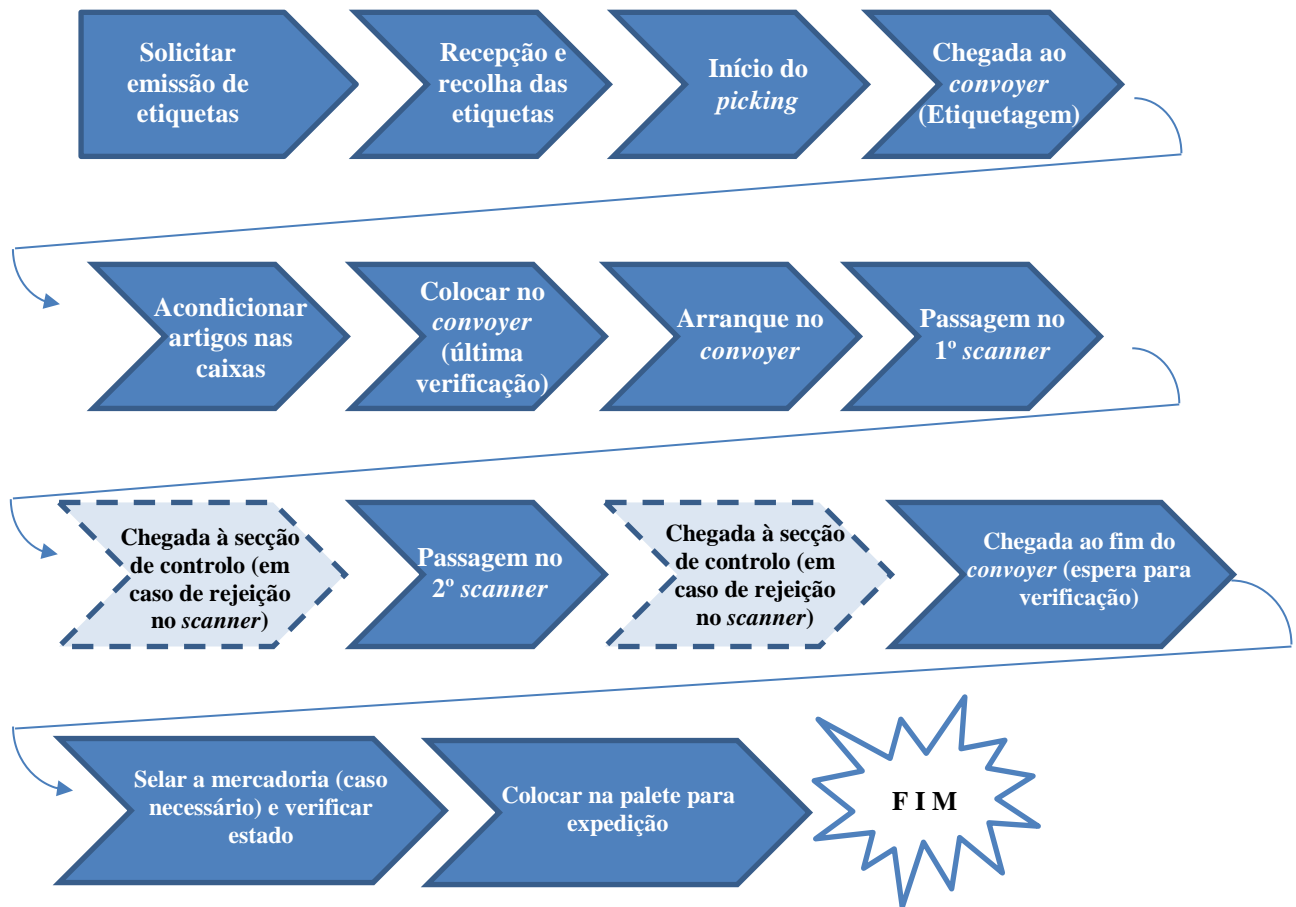 Solicitar
emissão de
etiquetas
Recepção e
recolha das
etiquetas
Início do
picking
Chegada ao
convoyer
(Etiquetagem)
Acondicionar
artigos nas
caixas
Colocar no
convoyer
(última
verificação)
Arranque no
convoyer
Passagem no
1º scanner
Chegada à secção
de controlo (em
caso de rejeição
no scanner)
Passagem no
2º scanner
Chegada à secção
de controlo (em
caso de rejeição
no scanner)
Chegada ao fim do
convoyer (espera para
verificação)
Selar a mercadoria (caso
necessário) e verificar
estado
Colocar na palete para
expedição
F I M